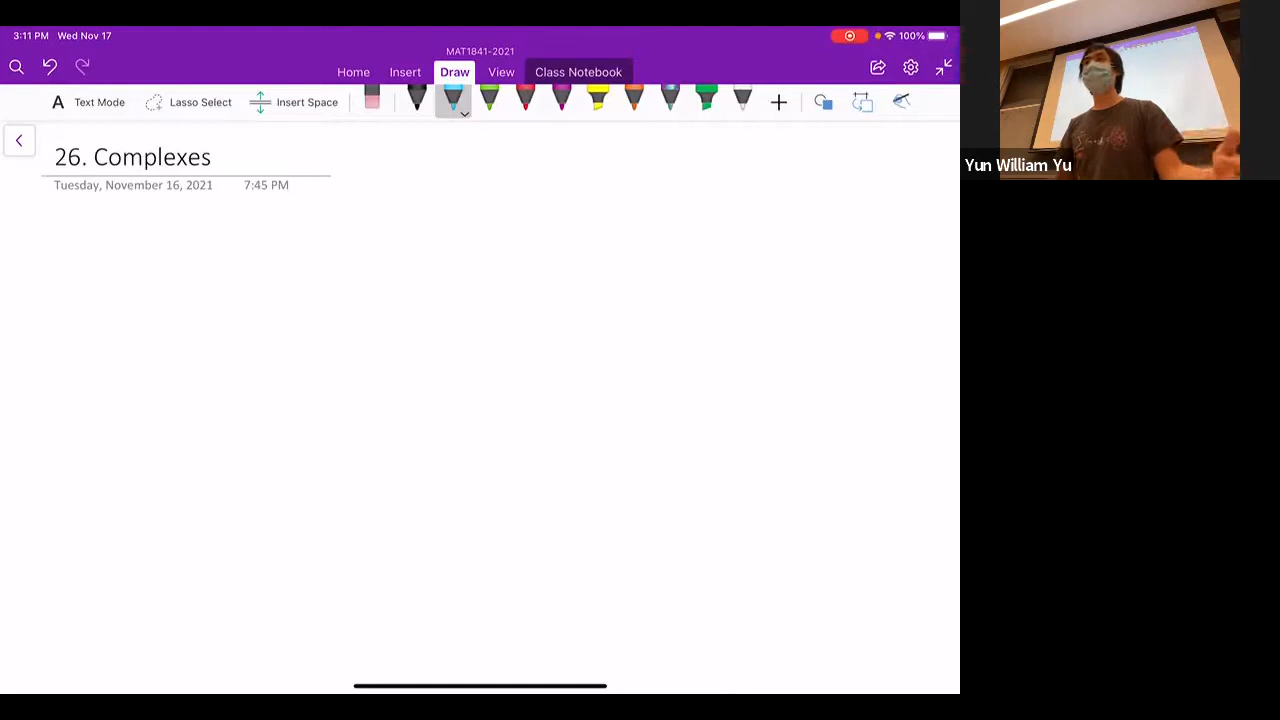 3:11 PM Wed Nov 17
100%
MAT1841-2021
Home Insert Draw View Class Notebook
A Text Mode Lasso Select Insert Space
26. Complexes
Tuesday, November 16, 2021 7:45 PM
Yun William Yu